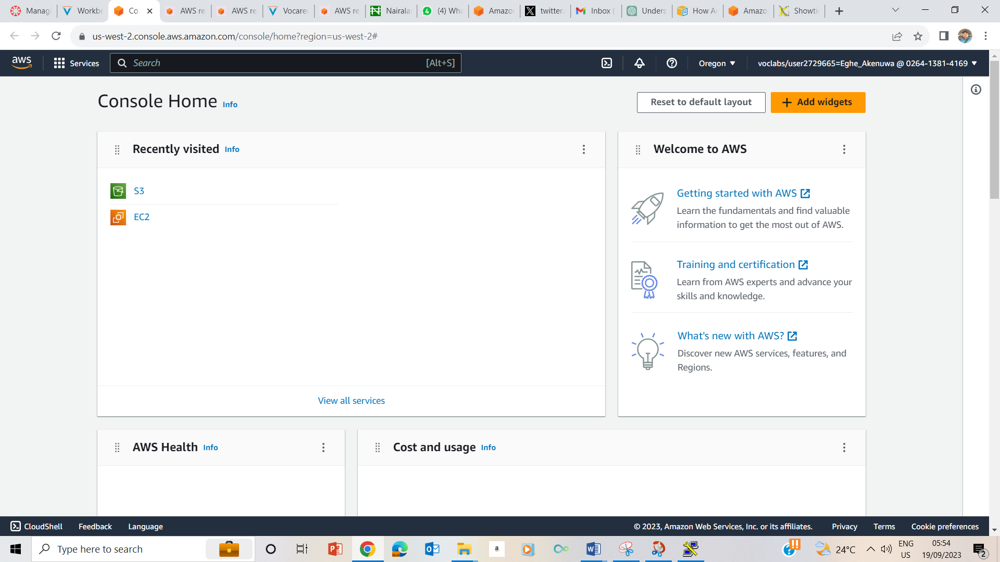 Manag
Workbe
Co
AWS re
AWS re
Vocareu
AWS re
Nairala
(4) Wha
Amazo
twitter.
Inbox (
Unders
How A
Amazo
Showti
us-west-2.console.aws.amazon.com/console/home?region=us-west-2#
aws
Services
Search
[Alt+S]
Oregon
voclabs/user2729665=Eghe_Akenuwa @ 0264-1381-4169
Console Home Info
Reset to default layout
Add widgets
Recently visited Info
S3
EC2
View all services
Welcome to AWS
Getting started with AWS
Learn the fundamentals and find valuable
information to get the most out of AWS.
Training and certification
Learn from AWS experts and advance your
skills and knowledge.
What's new with AWS?
Discover new AWS services, features, and
Regions.
AWS Health Info
Cost and usage Info
CloudShell
Feedback
Language
© 2023, Amazon Web Services, Inc. or its affiliates.
Privacy
Terms
Cookie preferences
Type here to search
24°C
ENG
US
05:54
19/09/2023
2